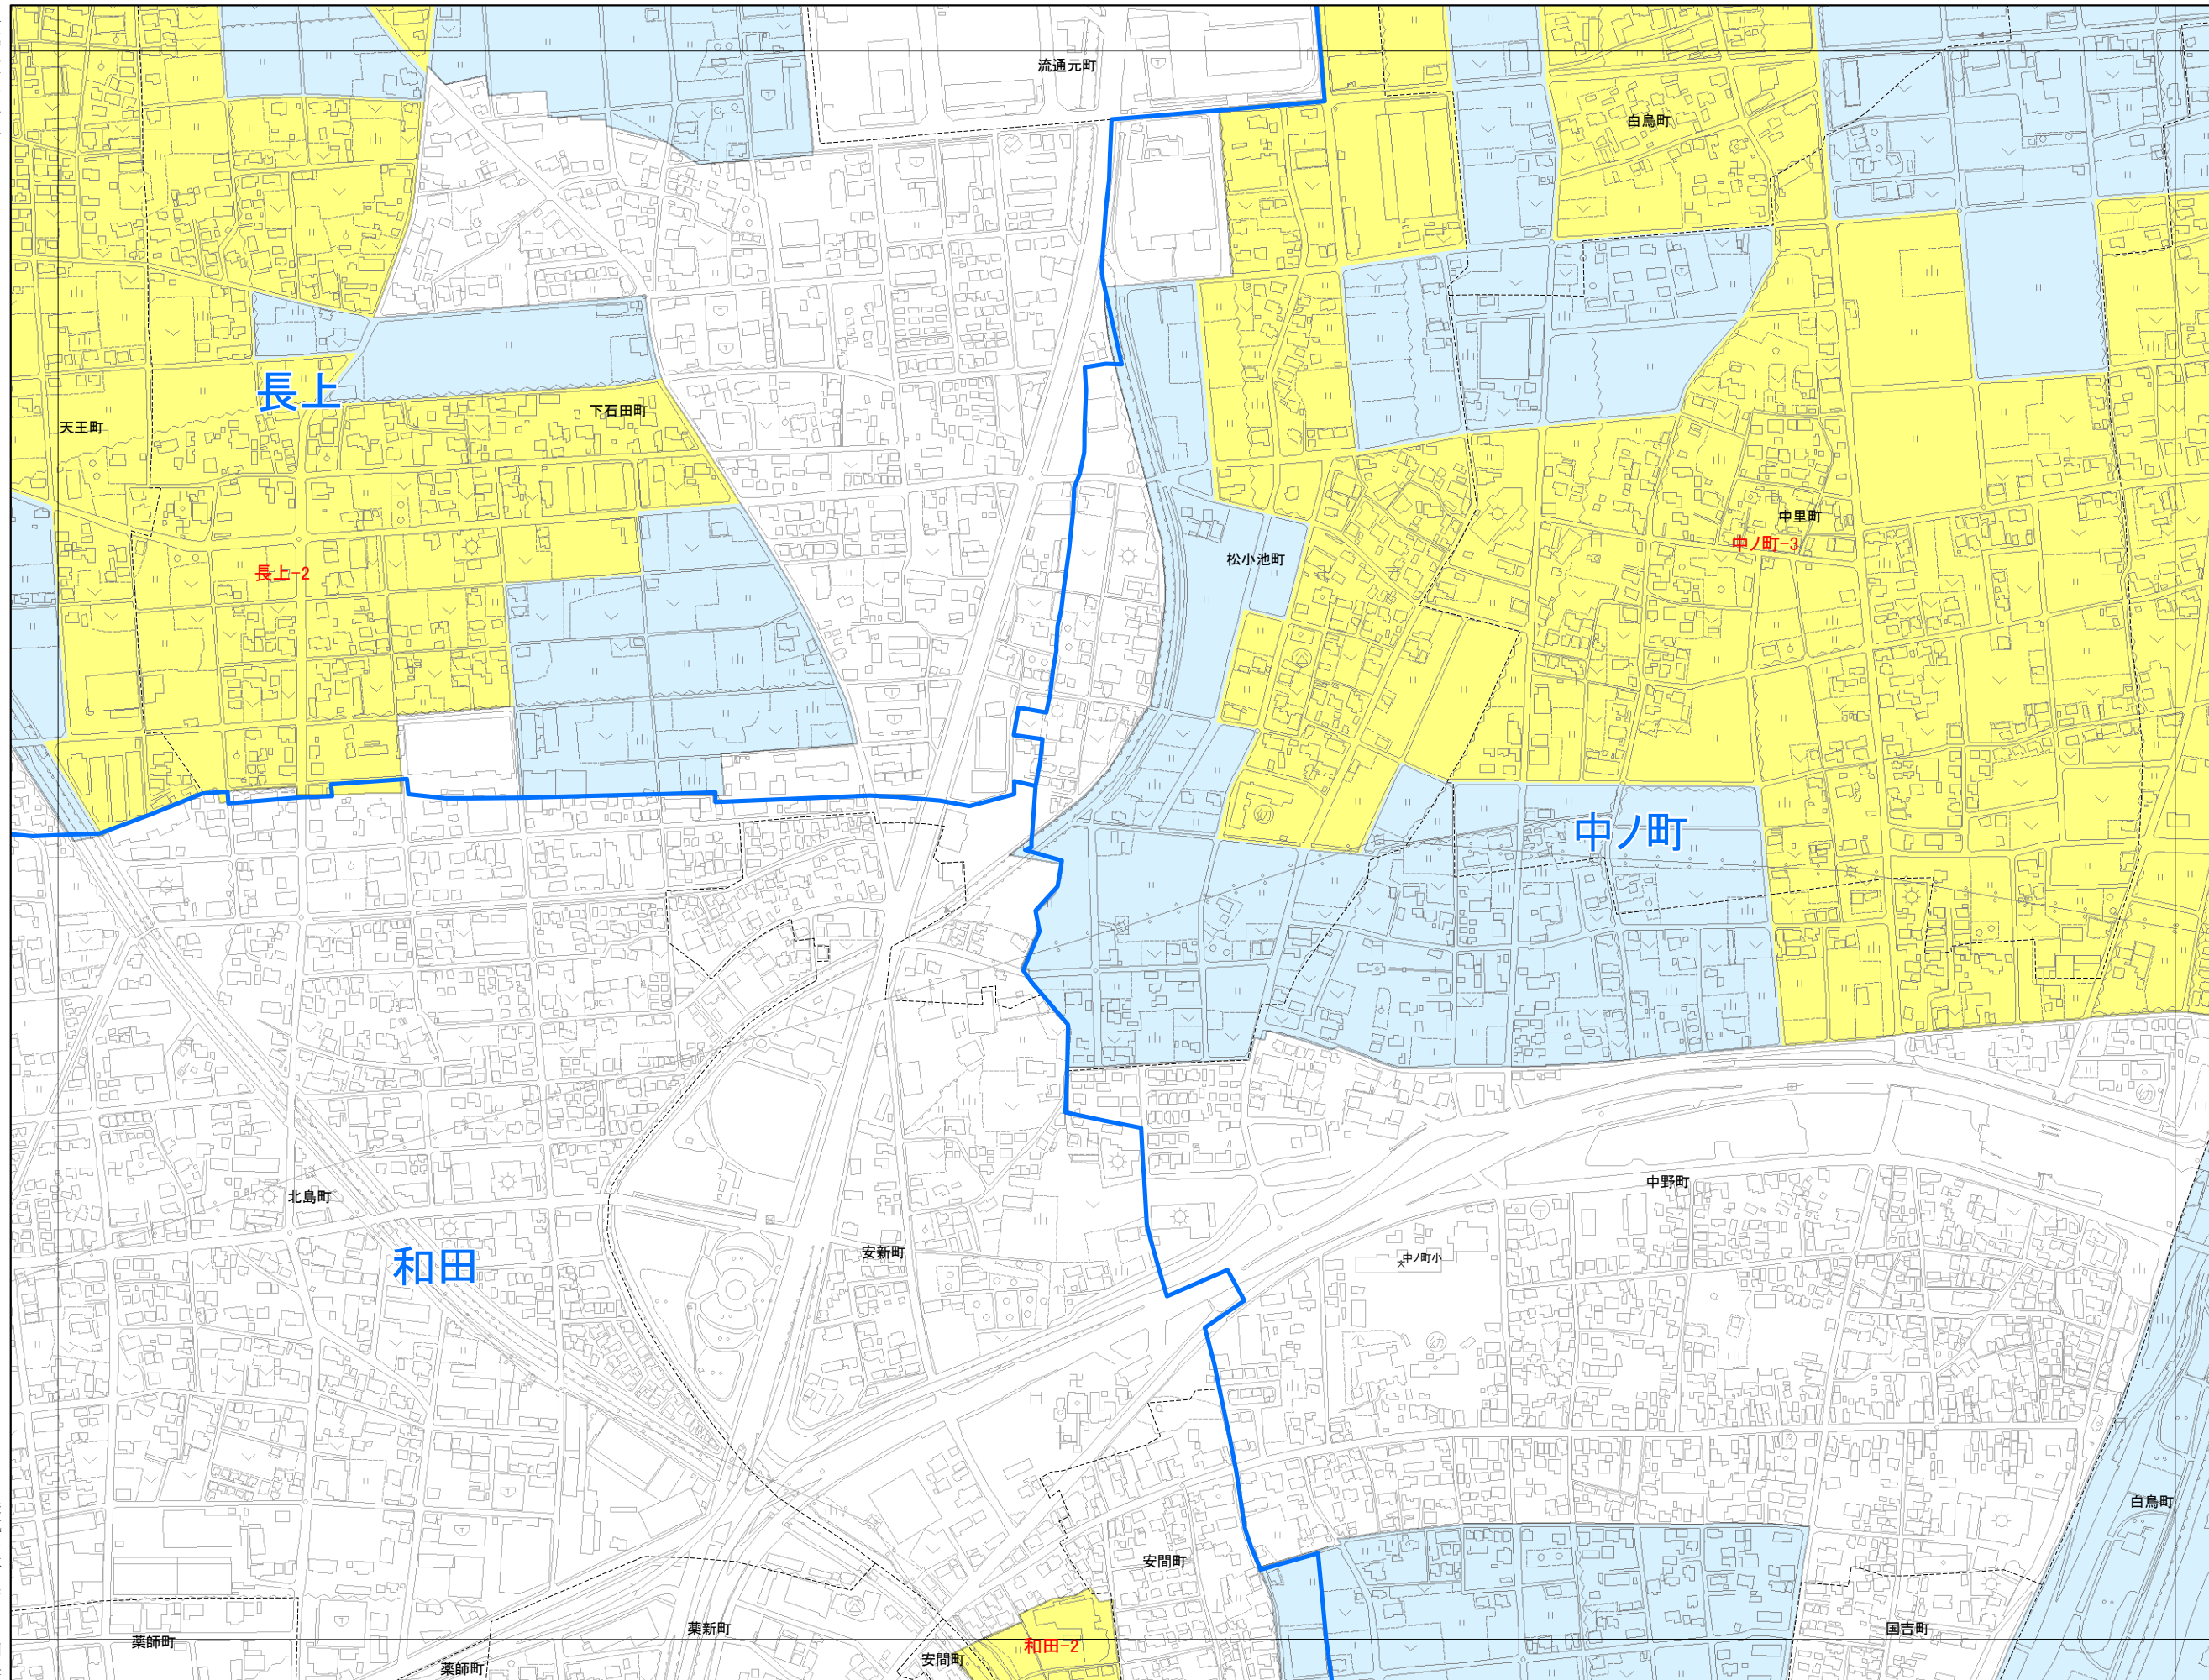 流通元町
白鳥町
長上
下石田町
天王町
中里町
中ノ町-3
松小池町
長上-2
中ノ町
中野町
北島町
安新町
中ノ町小
和田
白鳥町
安間町
薬新町
国吉町
薬師町
和田-2
安間町
薬師町